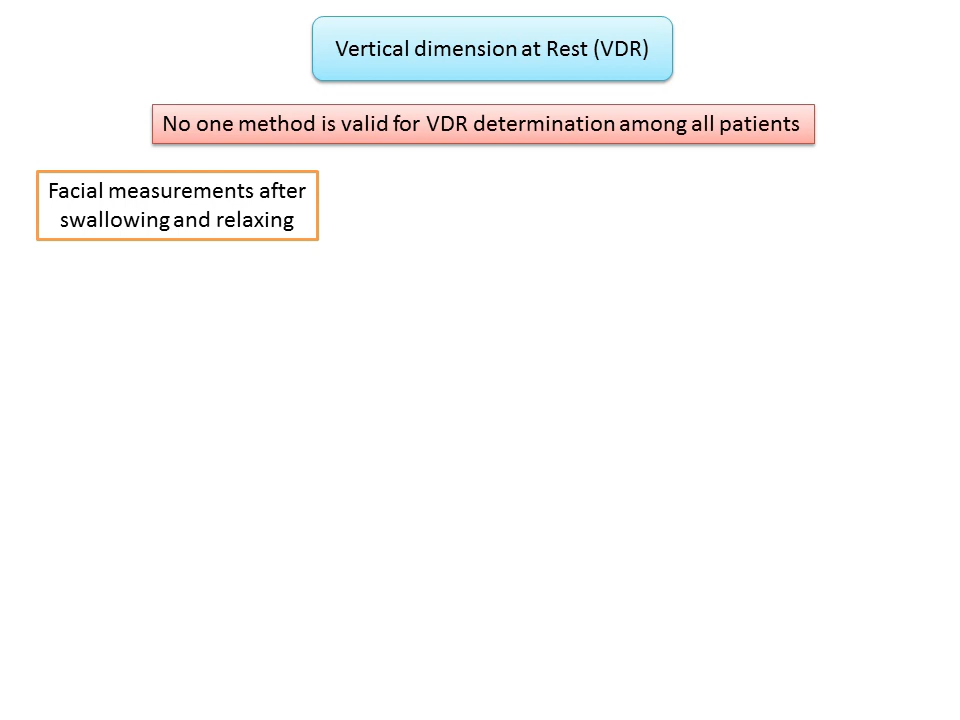 Vertical dimension at Rest (VDR)
No one method is valid for VDR determination among all patients
Facial measurements after
swallowing and relaxing